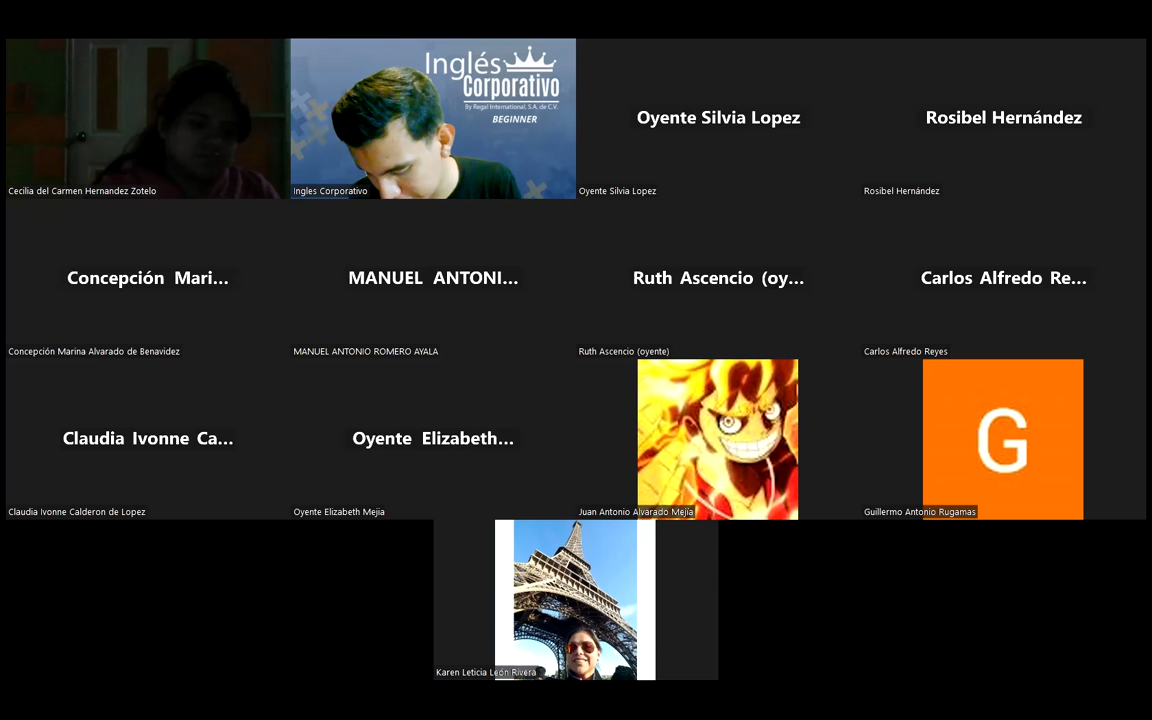 Inglés
Corporativo
By Regal International, S.A. de C.V.
BEGINNER
Cecilia del Carmen Hernandez Zotelo
Ingles Corporativo
Oyente Silvia Lopez
Oyente Silvia Lopez
Rosibel Hernández
Rosibel Hernández
Concepción Mari...
Concepción Marina Alvarado de Benavidez
MANUEL ANTONI...
MANUEL ANTONIO ROMERO AYALA
Ruth Ascencio (oy...
Ruth Ascencio (oyente)
Carlos Alfredo Re...
Carlos Alfredo Reyes
Claudia Ivonne Ca...
Claudia Ivonne Calderon de Lopez
Oyente Elizabeth...
Oyente Elizabeth Mejia
Juan Antonio Alvarado Mejía
G
Guillermo Antonio Rugamas
Karen Leticia León Rivera